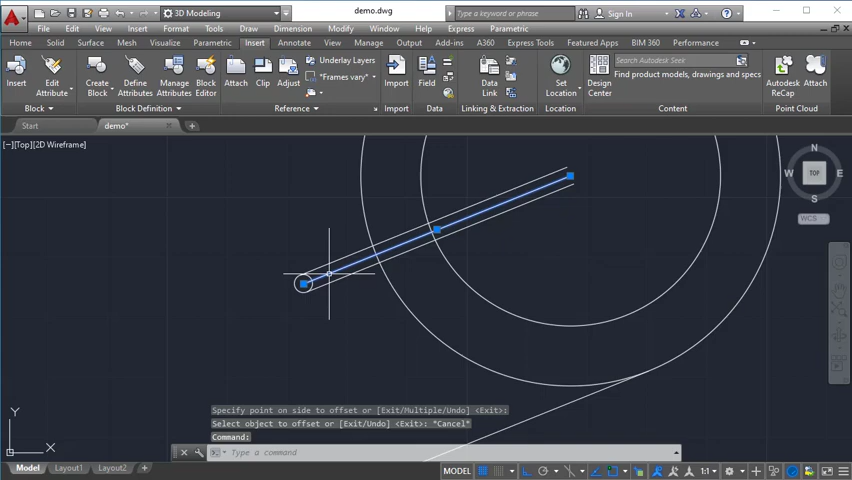 3D Modeling
demo.dwg
Type a keyword or phrase
Sign In
File Edit View Insert Format Tools Draw Dimension Modify Window Help Express Parametric
Home Solid Surface Mesh Visualize Parametric Insert Annotate View Manage Output Add-ins A360 Express Tools Featured Apps BIM 360 Performance
Insert
Edit Attribute
Create Block
Define Attributes
Manage Attributes
Block Editor
Attach
Clip
Adjust
Underlay Layers
*Frames vary*
Import
Field
Data Link
Set Location
Design Center
Search Autodesk Seek
Find product models, drawings and specs
Autodesk ReCap
Attach
Block Block Definition Reference Import Data Linking & Extraction Location Content Point Cloud
Start demo*
[−][Top][2D Wireframe]
N
W TOP E
S
WCS
Specify point on side to offset or [Exit/Multiple/Undo] <Exit>:
Select object to offset or [Exit/Undo] <Exit>: *Cancel*
Command:
Type a command
Y
X
Model Layout1 Layout2 +
MODEL 1:1